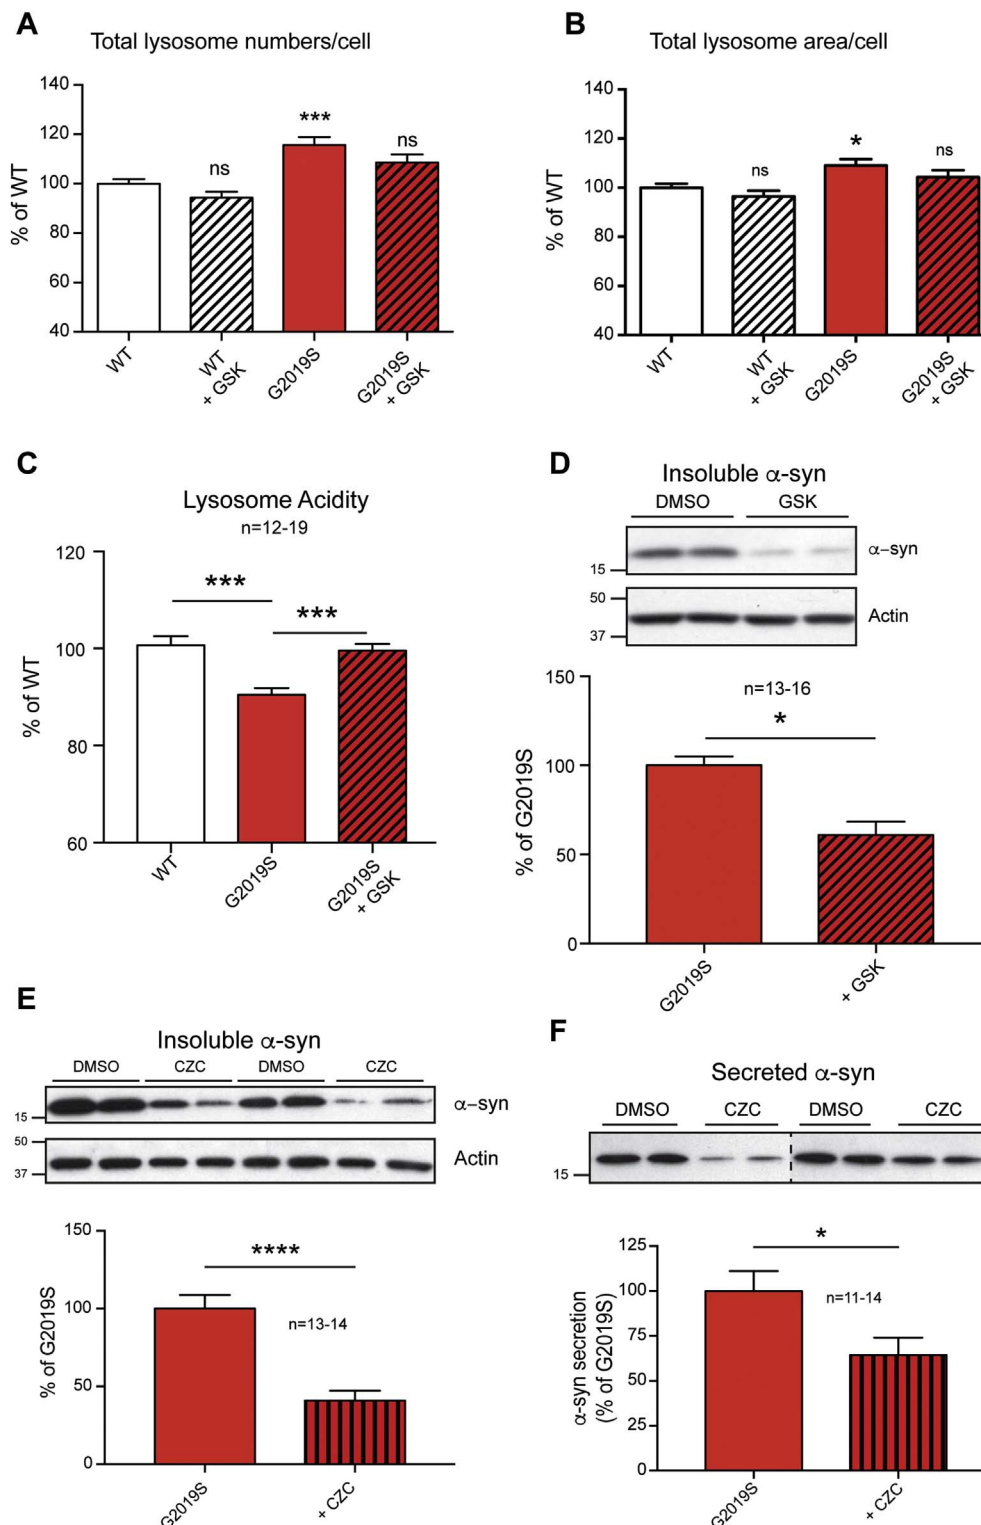 A
Total lysosome numbers/cell
140
120
100
80
60
40
% of WT
ns
***
ns
WT
WT
+ GSK
G2019S
G2019S
+ GSK
B
Total lysosome area/cell
140
120
100
80
60
40
% of WT
ns
*
ns
WT
WT
+ GSK
G2019S
G2019S
+ GSK
C
Lysosome Acidity
n=12-19
120
100
80
60
% of WT
***
***
WT
G2019S
G2019S
+ GSK
D
Insoluble α-syn
DMSO GSK
α–syn
15
50
Actin
37
150
100
50
0
% of G2019S
n=13-16
*
G2019S
+ GSK
E
Insoluble α-syn
DMSO CZC DMSO CZC
α–syn
15
50
Actin
37
150
100
50
0
% of G2019S
****
n=13-14
G2019S
+ CZC
F
Secreted α-syn
DMSO CZC DMSO CZC
15
125
100
75
50
25
0
α-syn secretion
(% of G2019S)
*
n=11-14
G2019S
+ CZC